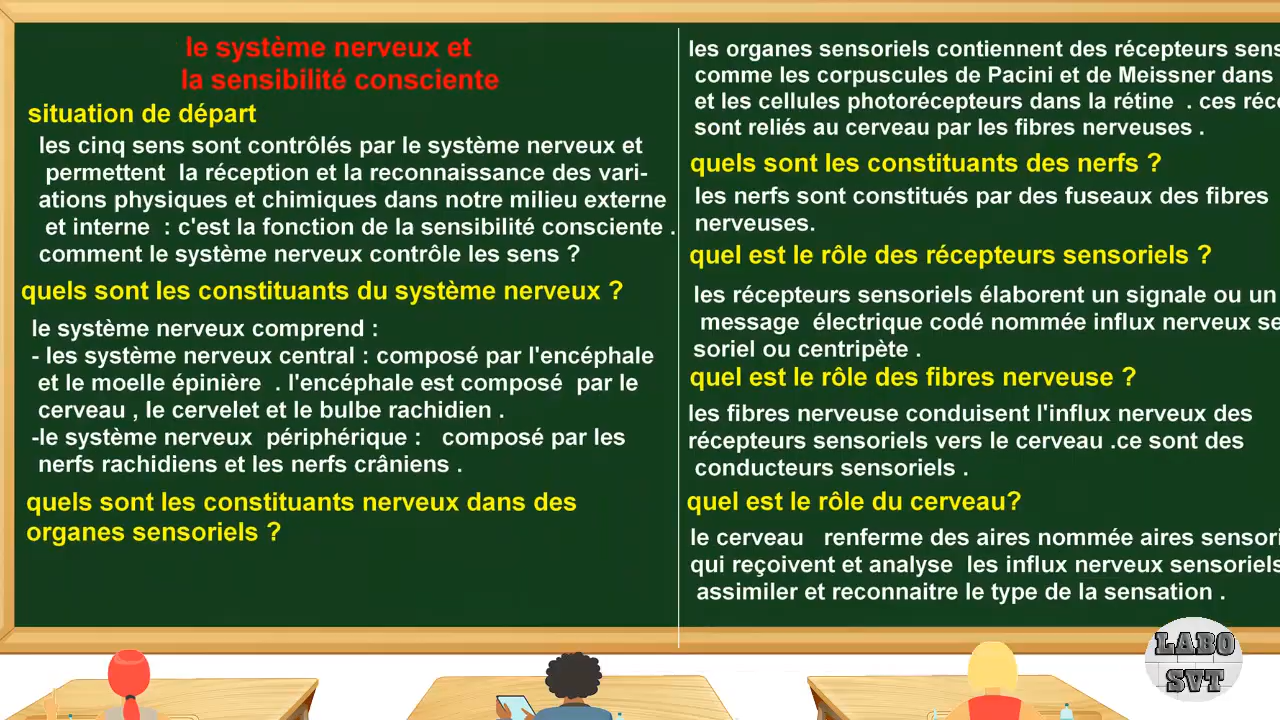 le système nerveux et
la sensibilité consciente
situation de départ
les cinq sens sont contrôlés par le système nerveux et
permettent la réception et la reconnaissance des vari-
ations physiques et chimiques dans notre milieu externe
et interne : c'est la fonction de la sensibilité consciente .
comment le système nerveux contrôle les sens ?
quels sont les constituants du système nerveux ?
le système nerveux comprend :
- les système nerveux central : composé par l'encéphale
et le moelle épinière . l'encéphale est composé par le
cerveau , le cervelet et le bulbe rachidien .
-le système nerveux périphérique : composé par les
nerfs rachidiens et les nerfs crâniens .
quels sont les constituants nerveux dans des
organes sensoriels ?
les organes sensoriels contiennent des récepteurs sens
comme les corpuscules de Pacini et de Meissner dans
et les cellules photorécepteurs dans la rétine . ces réc
sont reliés au cerveau par les fibres nerveuses .
quels sont les constituants des nerfs ?
les nerfs sont constitués par des fuseaux des fibres
nerveuses.
quel est le rôle des récepteurs sensoriels ?
les récepteurs sensoriels élaborent un signale ou un
message électrique codé nommée influx nerveux se
soriel ou centripète .
quel est le rôle des fibres nerveuse ?
les fibres nerveuse conduisent l'influx nerveux des
récepteurs sensoriels vers le cerveau .ce sont des
conducteurs sensoriels .
quel est le rôle du cerveau?
le cerveau renferme des aires nommée aires sensori
qui reçoivent et analyse les influx nerveux sensoriels
assimiler et reconnaitre le type de la sensation .
LABO
SVT